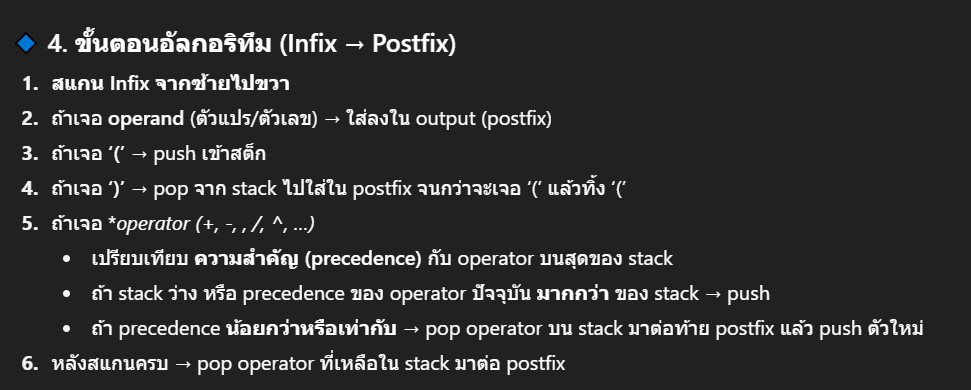 🔷 4. ขั้นตอนอัลกอริทึม (Infix → Postfix)
1. สแกน Infix จากซ้ายไปขวา
2. ถ้าเจอ operand (ตัวแปร/ตัวเลข) → ใส่ลงใน output (postfix)
3. ถ้าเจอ ‘(’ → push เข้าสต็ก
4. ถ้าเจอ ‘)’ → pop จาก stack ไปใส่ใน postfix จนกว่าจะเจอ ‘(’ แล้วทิ้ง ‘(’
5. ถ้าเจอ *operator (+, -, , /, ^, …)
• เปรียบเทียบ ความสำคัญ (precedence) กับ operator บนสุดของ stack
• ถ้า stack ว่าง หรือ precedence ของ operator ปัจจุบัน มากกว่า ของ stack → push
• ถ้า precedence น้อยกว่าหรือเท่ากับ → pop operator บน stack มาต่อท้าย postfix แล้ว push ตัวใหม่
6. หลังสแกนครบ → pop operator ที่เหลือใน stack มาต่อ postfix